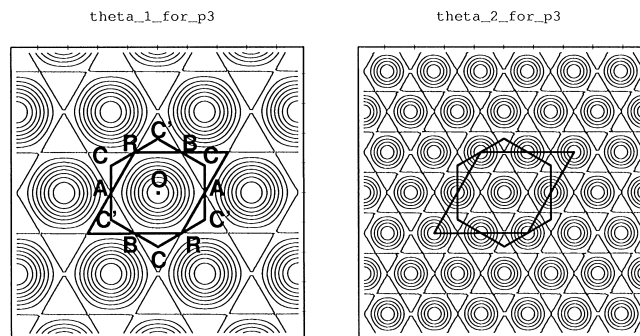 theta_1_for_p3 theta_2_for_p3
C'
R B
C C
O
A A
C' C'
B R
C